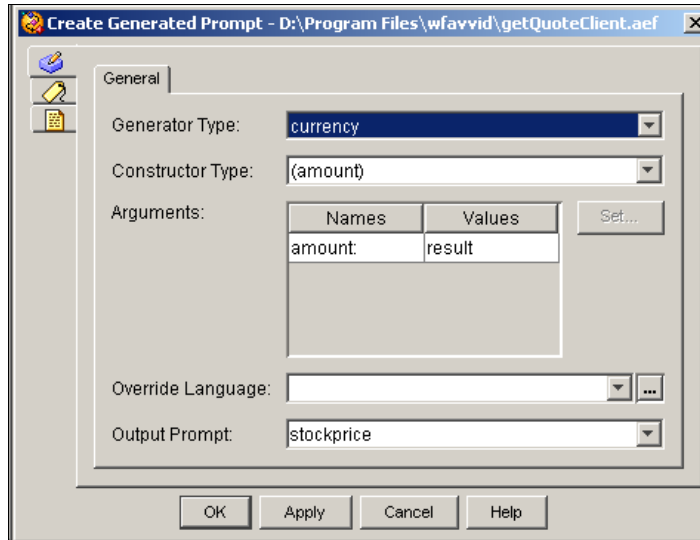 Create Generated Prompt - D:\Program Files\wfavvid\getQuoteClient.aef
General
Generator Type: currency
Constructor Type: (amount)
Arguments: Names Values Set...
amount: result
Override Language: ...
Output Prompt: stockprice
OK Apply Cancel Help